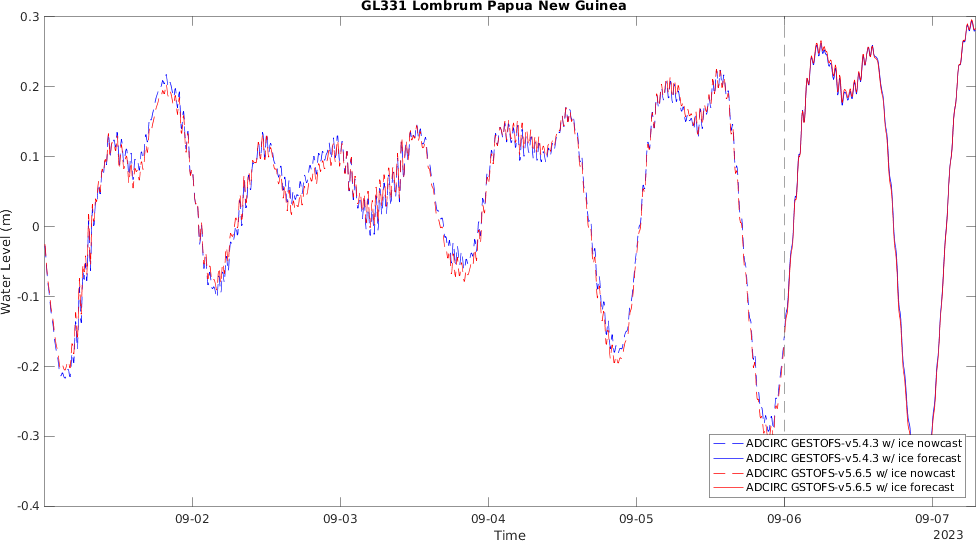 GL331 Lombrum Papua New Guinea
0.3
0.2
0.1
0
-0.1
-0.2
-0.3
-0.4
Water Level (m)
ADCIRC GESTOFS-v5.4.3 w/ ice nowcast
ADCIRC GESTOFS-v5.4.3 w/ ice forecast
ADCIRC GSTOFS-v5.6.5 w/ ice nowcast
ADCIRC GSTOFS-v5.6.5 w/ ice forecast
09-02 09-03 09-04 09-05 09-06 09-07
Time
2023